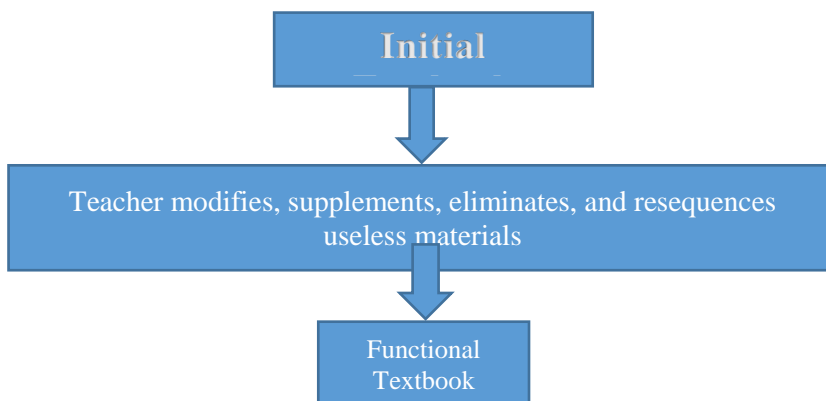 Initial
Teacher modifies, supplements, eliminates, and resequences
useless materials
Functional
Textbook